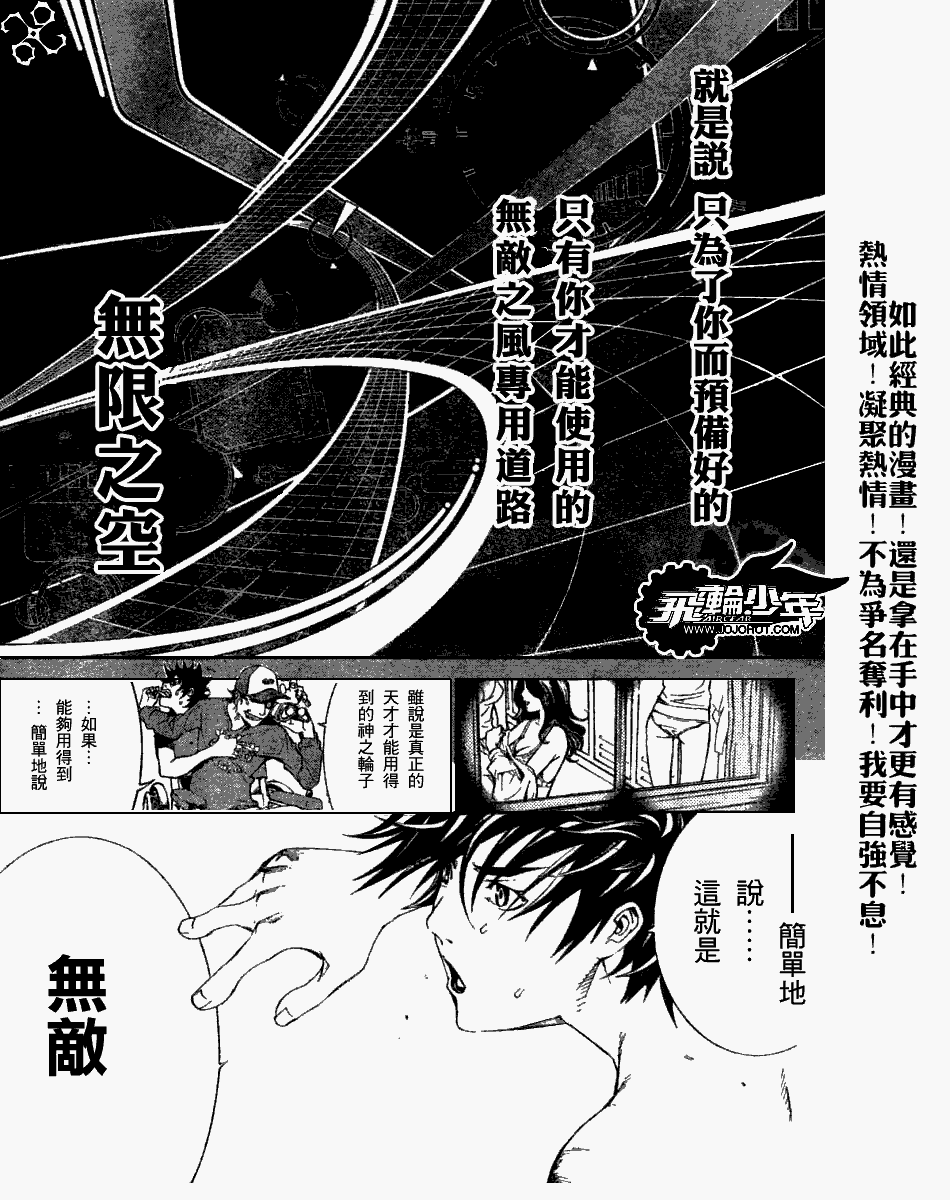 就是説 只為了你而預備好的
只有你才能使用的
無敵之風專用道路
無限之空
飛輪少年
AIRGEAR
WWW.JOJOHOT.COM
雖說是真正的
天才才能用得
到的神之輪子
…如果…
能夠用得到
…簡單地說
——簡單地
說……
這就是
無敵
如此經典的漫畫！還是拿在手中才更有感覺！
熱情領域！凝聚熱情！不為爭名奪利！我要自強不息！